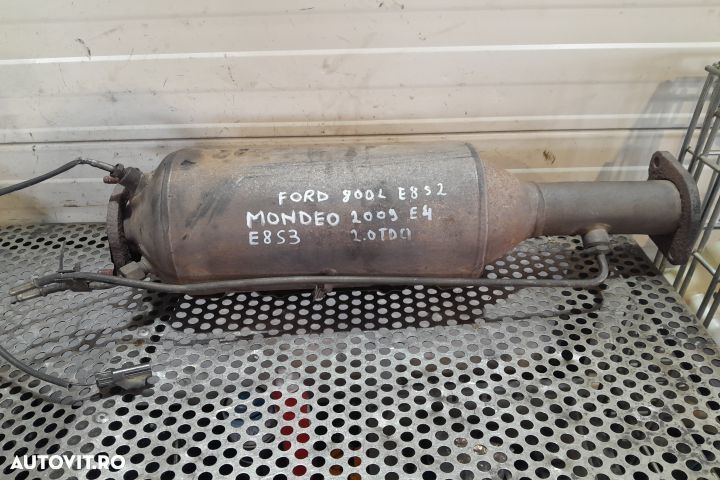 FORD 800L E8S2
MONDEO 2009 E4
E8S3 2.0TDCI
AUTOVIT.RO